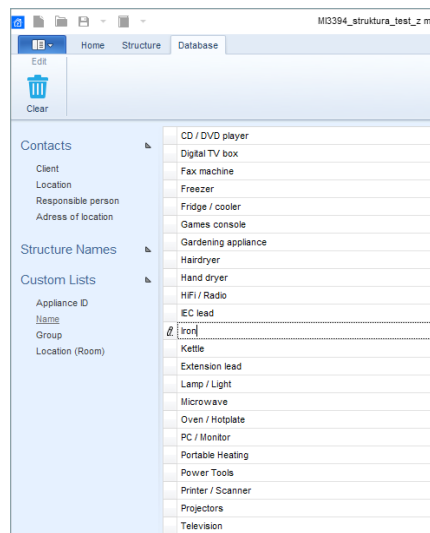 MI3394_struktura_test_z m
Home Structure Database
Edit
Clear
Contacts
Client
Location
Responsible person
Adress of location
Structure Names
Custom Lists
Appliance ID
Name
Group
Location (Room)
CD / DVD player
Digital TV box
Fax machine
Freezer
Fridge / cooler
Games console
Gardening appliance
Hairdryer
Hand dryer
HiFi / Radio
IEC lead
Iron
Kettle
Extension lead
Lamp / Light
Microwave
Oven / Hotplate
PC / Monitor
Portable Heating
Power Tools
Printer / Scanner
Projectors
Television